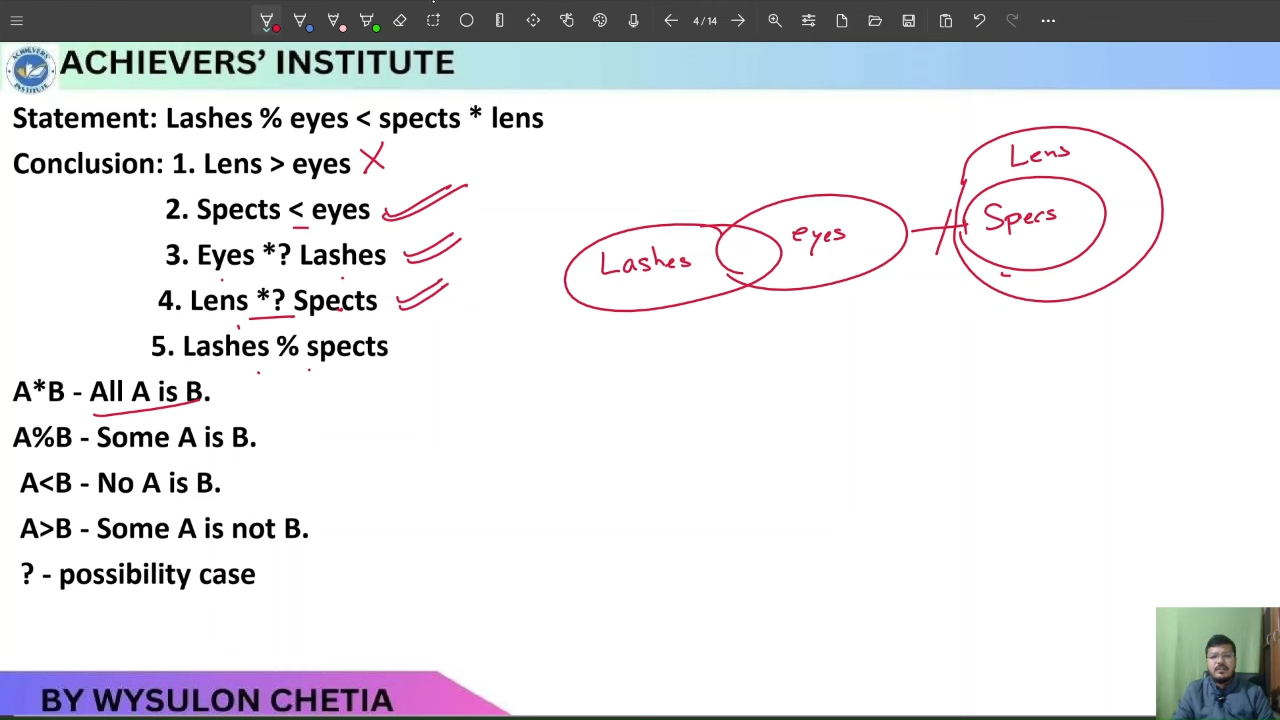 4/14
ACHIEVERS' INSTITUTE
Statement: Lashes % eyes < spects * lens
Conclusion: 1. Lens > eyes
2. Spects < eyes
3. Eyes *? Lashes
4. Lens *? Spects
5. Lashes % spects
A*B - All A is B.
A%B - Some A is B.
A<B - No A is B.
A>B - Some A is not B.
? - possibility case
Lashes
eyes
Lens
Specs
BY WYSULON CHETIA